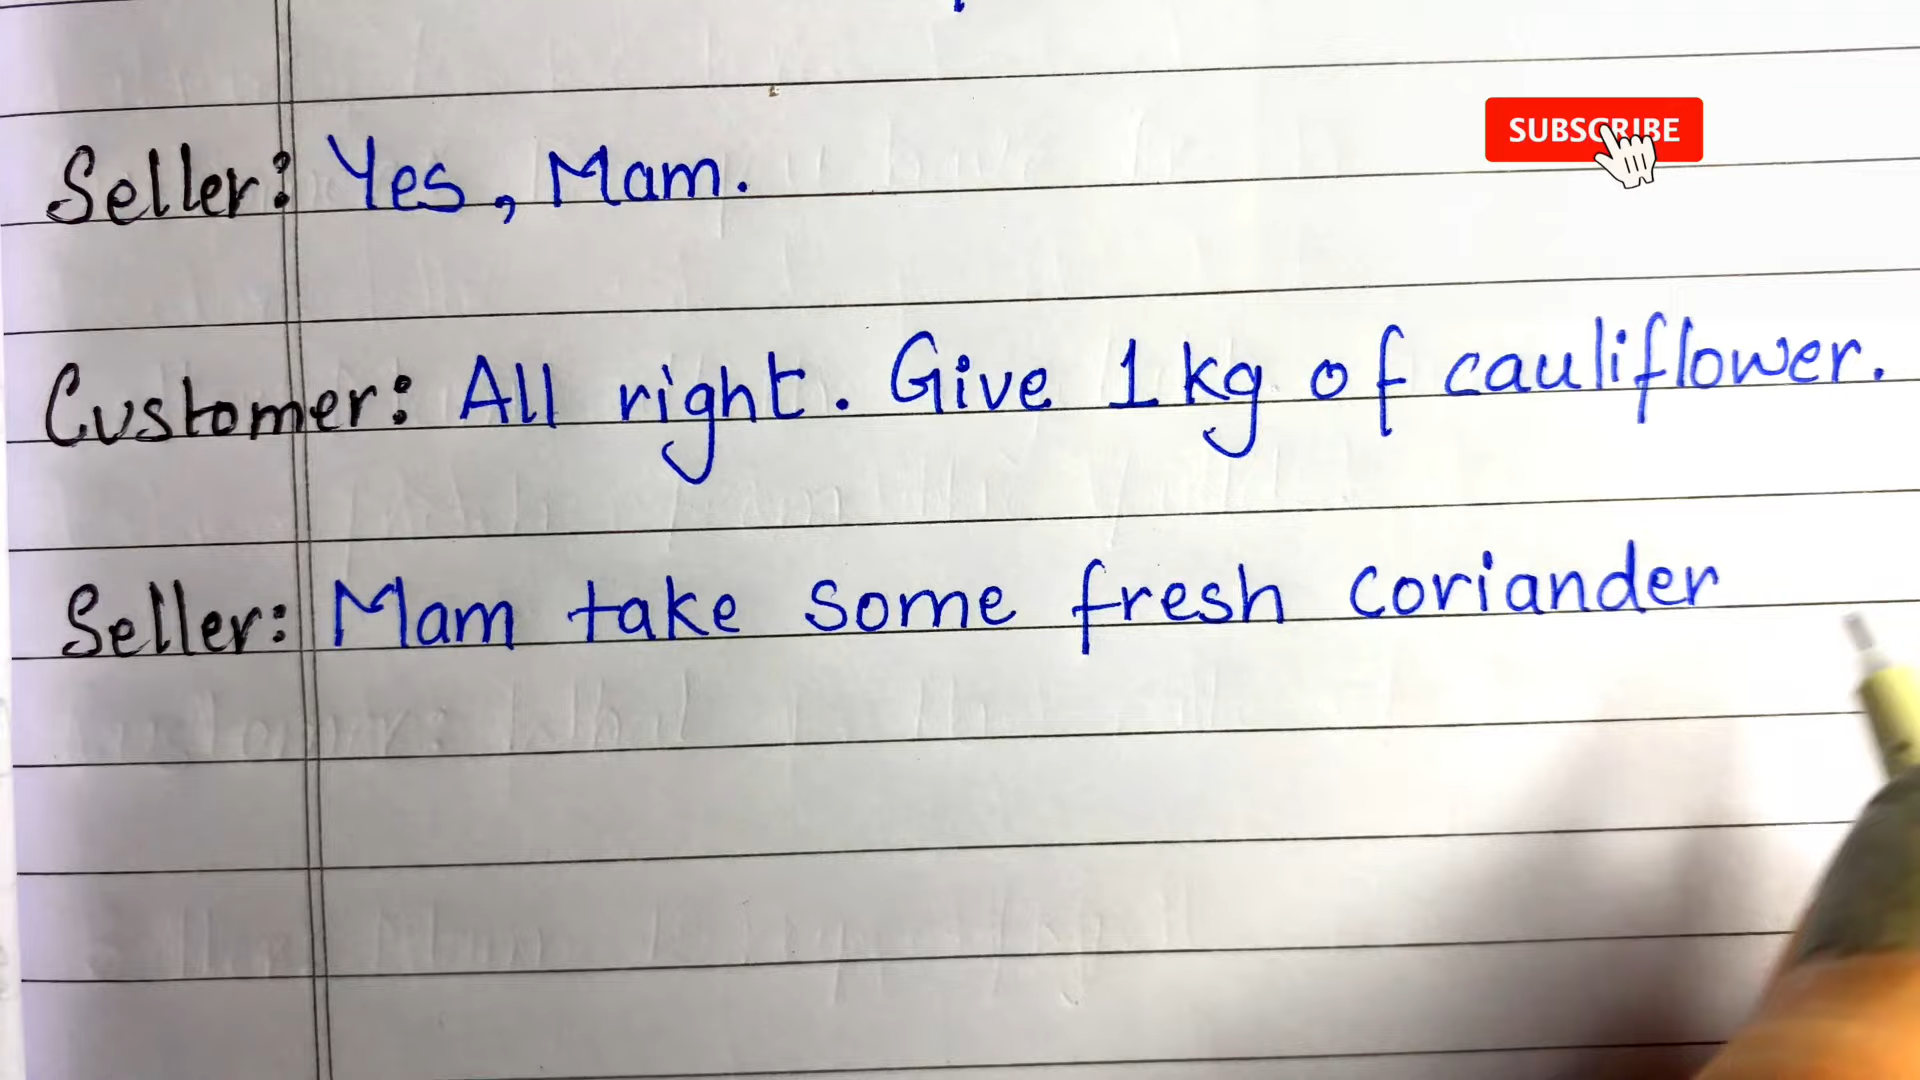 SUBSCRIBE
Seller: Yes, Mam.
Customer: All right. Give 1 kg of cauliflower.
Seller: Mam take some fresh coriander